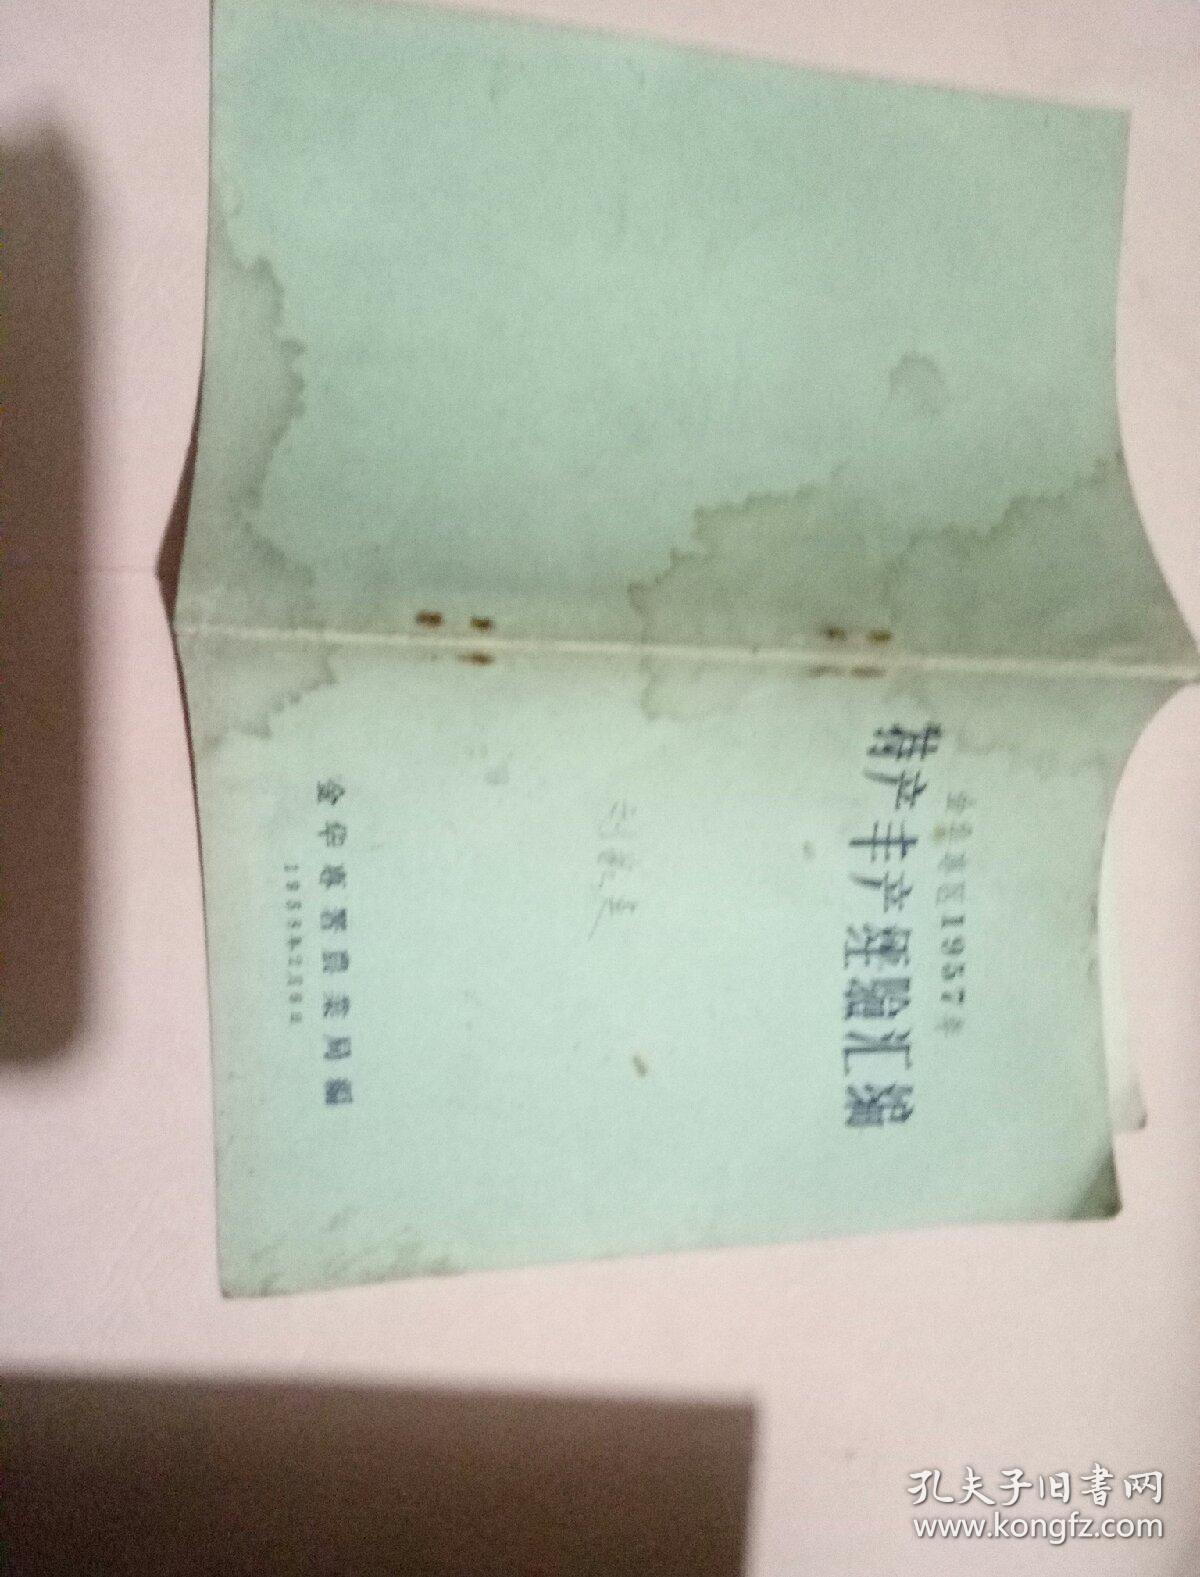 金华专区1957年
畜产丰产经验汇编
金华专署农业局编
孔夫子旧书网
www.kongfz.com